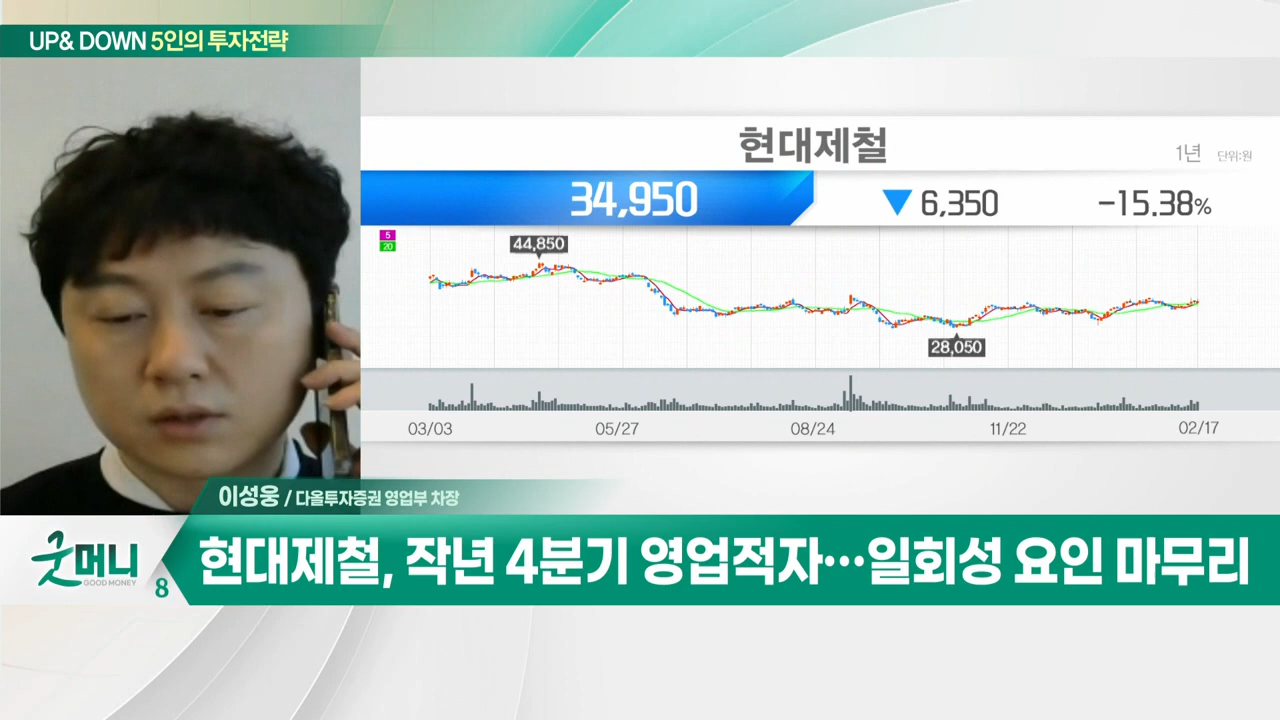 UP& DOWN 5인의 투자전략
현대제철
1년 단위:원
34,950 ▼ 6,350 -15.38%
5
20
44,850
28,050
03/03 05/27 08/24 11/22 02/17
이성웅 / 다올투자증권 영업부 차장
굿머니
GOOD MONEY
8
현대제철, 작년 4분기 영업적자…일회성 요인 마무리